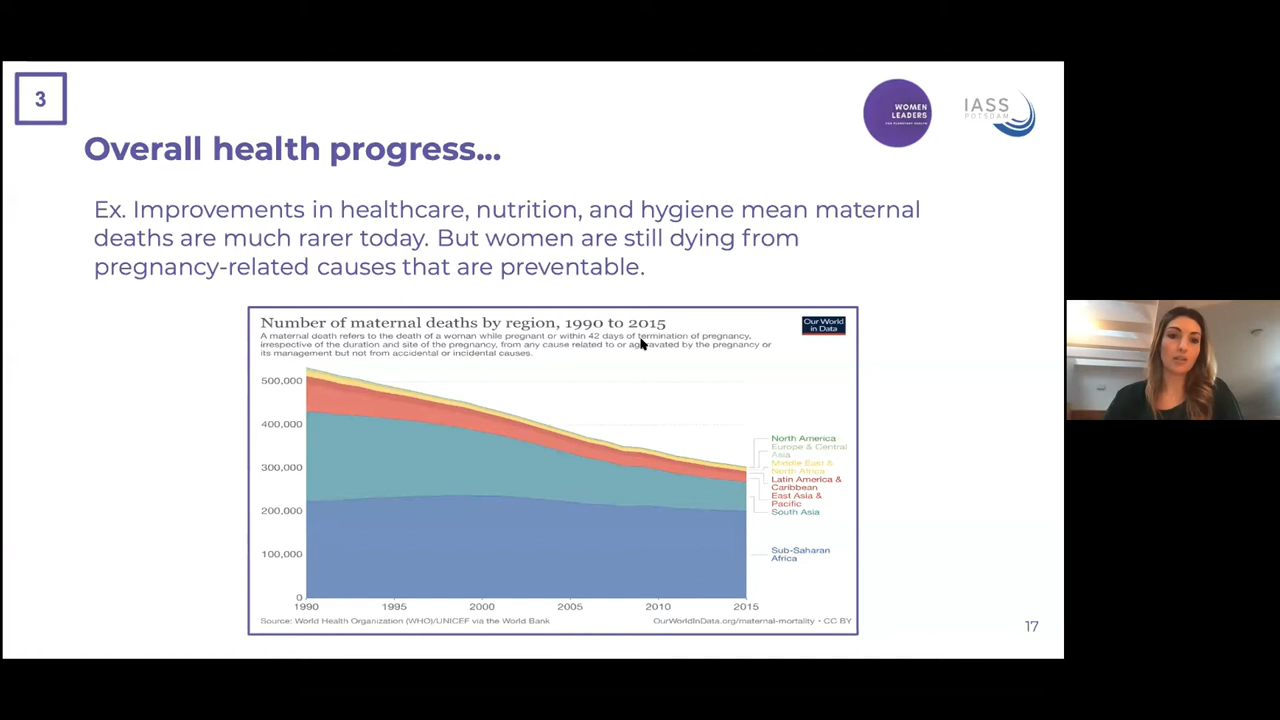 3
WOMEN
LEADERS
FOR PLANETARY HEALTH
IASS
POTSDAM
Overall health progress...
Ex. Improvements in healthcare, nutrition, and hygiene mean maternal
deaths are much rarer today. But women are still dying from
pregnancy-related causes that are preventable.
Number of maternal deaths by region, 1990 to 2015
A maternal death refers to the death of a woman while pregnant or within 42 days of termination of pregnancy,
irrespective of the duration and site of the pregnancy, from any cause related to or aggravated by the pregnancy or
its management but not from accidental or incidental causes.
Our World
in Data
500,000
400,000
300,000
200,000
100,000
0
1990
1995
2000
2005
2010
2015
North America
Europe & Central
Asia
Middle East &
North Africa
Latin America &
Caribbean
East Asia &
Pacific
South Asia
Sub-Saharan
Africa
Source: World Health Organization (WHO)/UNICEF via the World Bank
OurWorldInData.org/maternal-mortality • CC BY
17